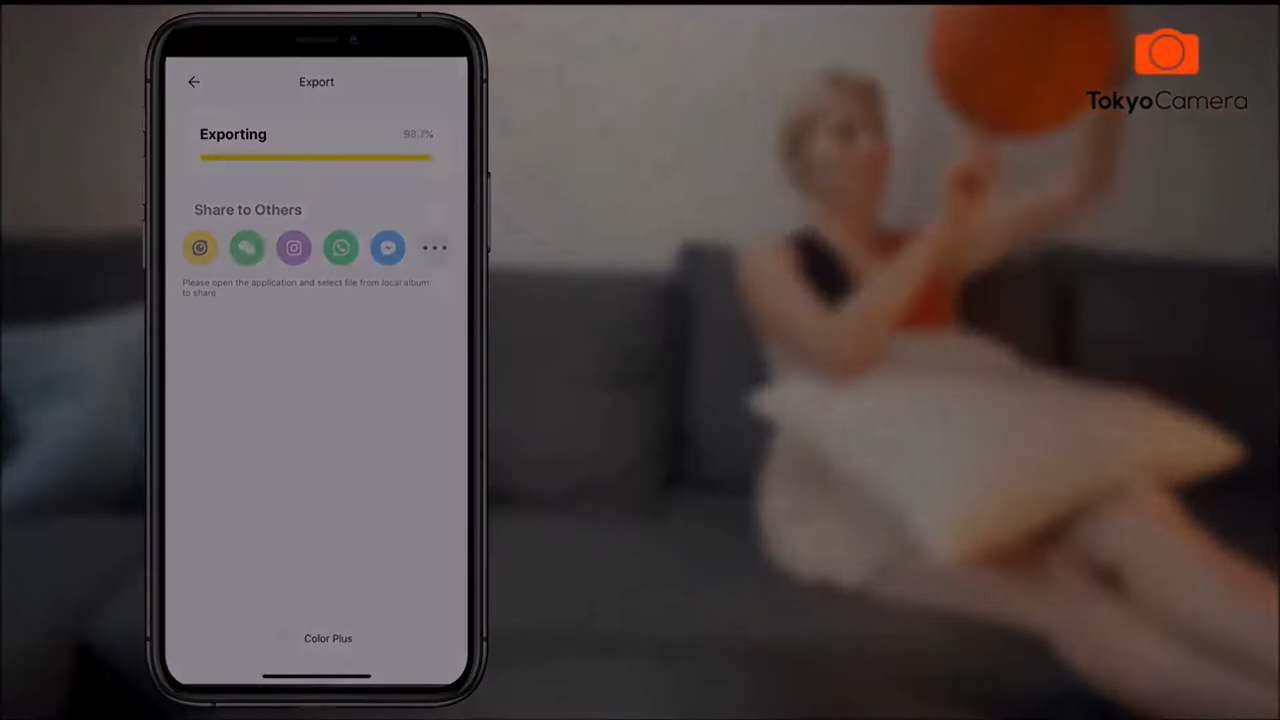 Export
Exporting
98.7%
Share to Others
Please open the application and select file from local album
to share
Color Plus
TokyoCamera